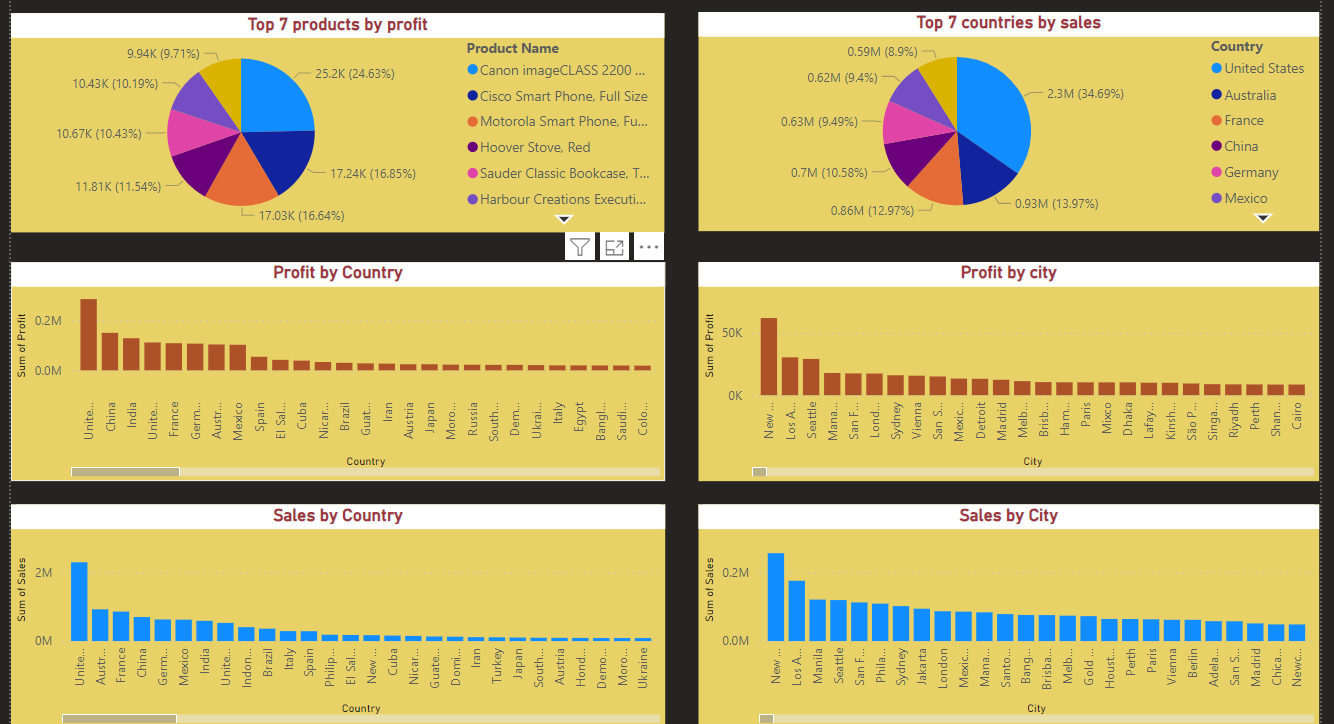 Top 7 products by profit
9.94K (9.71%)
10.43K (10.19%)
10.67K (10.43%)
11.81K (11.54%)
25.2K (24.63%)
17.24K (16.85%)
17.03K (16.64%)
Product Name
Canon imageCLASS 2200 ...
Cisco Smart Phone, Full Size
Motorola Smart Phone, Fu...
Hoover Stove, Red
Sauder Classic Bookcase, T...
Harbour Creations Executi...
Top 7 countries by sales
0.59M (8.9%)
0.62M (9.4%)
0.63M (9.49%)
0.7M (10.58%)
0.86M (12.97%)
2.3M (34.69%)
0.93M (13.97%)
Country
United States
Australia
France
China
Germany
Mexico
Profit by Country
Sum of Profit
0.2M
0.0M
Unite...
China
India
Unite...
France
Germ...
Austr...
Mexico
Spain
El Sal...
Cuba
Nicar...
Brazil
Guat...
Iran
Austria
Japan
Moro...
Russia
South...
Dem...
Ukrai...
Italy
Egypt
Bangl...
Saudi...
Colo...
Country
Profit by city
Sum of Profit
50K
0K
New ...
Los A...
Seattle
Mana...
San F...
Lond...
Sydney
Vienna
San S...
Mexic...
Detroit
Madrid
Melb...
Brisb...
Ham...
Paris
Mixco
Dhaka
Lafay...
Kinsh...
São P...
Singa...
Riyadh
Perth
Shan...
Cairo
City
Sales by Country
Sum of Sales
2M
0M
Unite...
Austr...
France
China
Germ...
Mexico
India
Unite...
Indon...
Brazil
Italy
Spain
Philip...
El Sal...
New ...
Cuba
Nicar...
Guate...
Domi...
Iran
Turkey
Japan
South...
Austria
Hond...
Demo...
Moro...
Ukraine
Country
Sales by City
Sum of Sales
0.2M
0.0M
New ...
Los A...
Manila
Seattle
San F...
Phila...
Sydney
Jakarta
London
Mexic...
Mana...
Santo...
Bang...
Brisba...
Melb...
Gold ...
Houst...
Perth
Paris
Vienna
Berlin
Adela...
San S...
Madrid
Chica...
Newc...
City